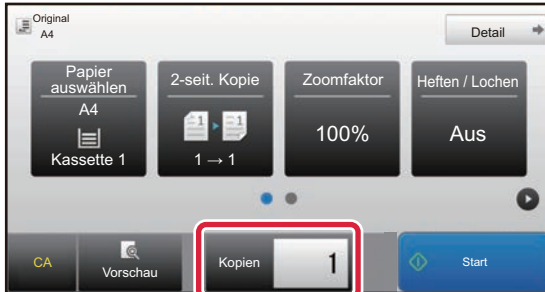 Original
A4
Detail
Papier
auswählen
A4
Kassette 1
2-seit. Kopie
1 → 1
Zoomfaktor
100%
Heften / Lochen
Aus
CA
Vorschau
Kopien
1
Start